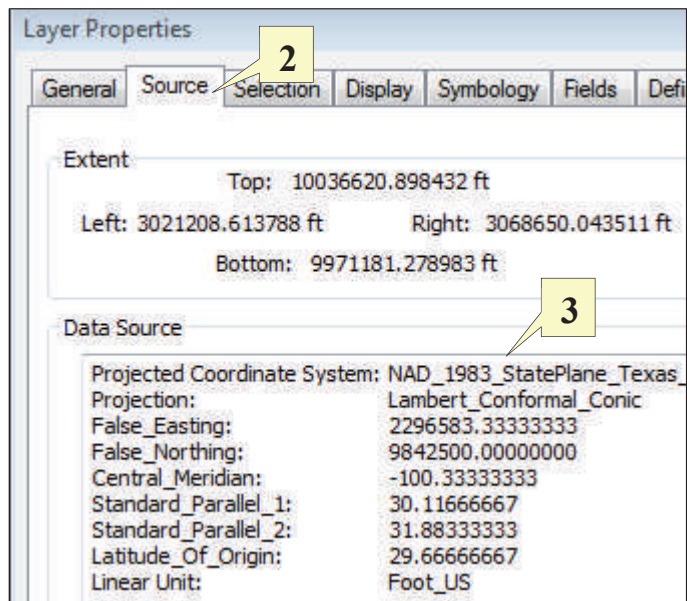 Layer Properties
2
General Source Selection Display Symbology Fields Defi
Extent
Top: 10036620.898432 ft
Left: 3021208.613788 ft Right: 3068650.043511 ft
Bottom: 9971181.278983 ft
3
Data Source
Projected Coordinate System: NAD_1983_StatePlane_Texas_
Projection: Lambert_Conformal_Conic
False_Easting: 2296583.33333333
False_Northing: 9842500.00000000
Central_Meridian: -100.33333333
Standard_Parallel_1: 30.11666667
Standard_Parallel_2: 31.88333333
Latitude_Of_Origin: 29.66666667
Linear Unit: Foot_US